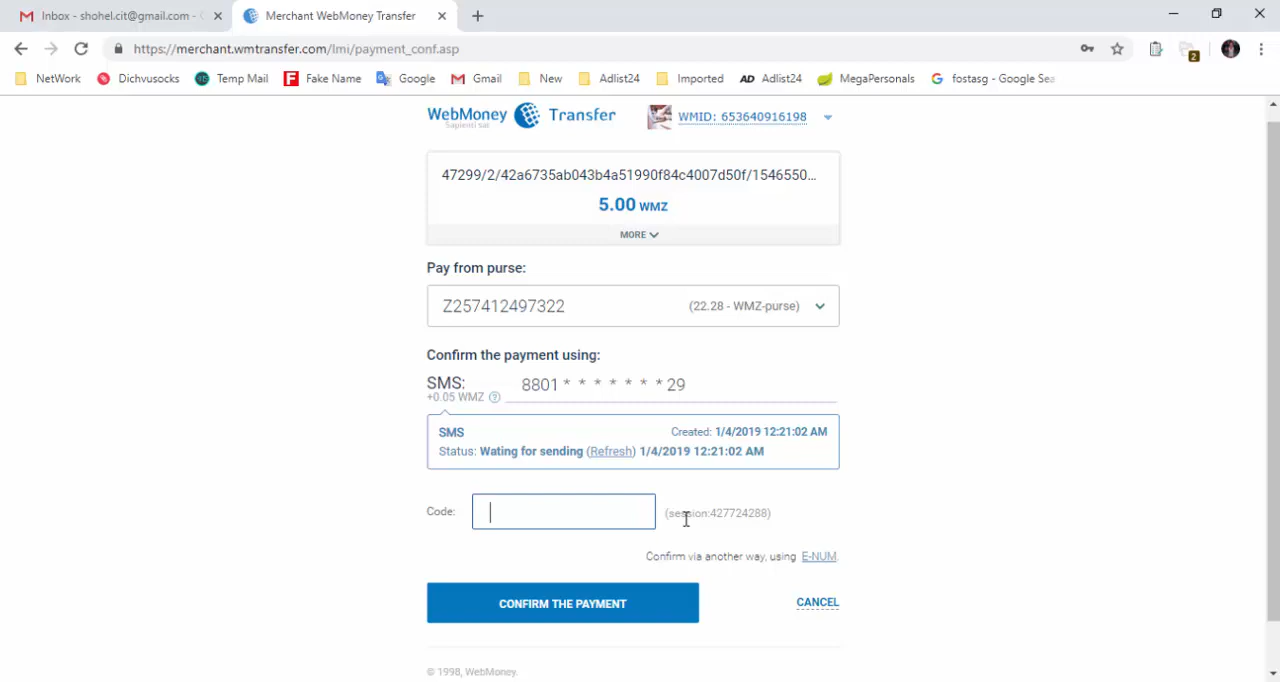 Inbox - shohel.cit@gmail.com -
Merchant WebMoney Transfer
https://merchant.wmtransfer.com/lmi/payment_conf.asp
2
NetWork
Dichvusocks
Temp Mail
Fake Name
Google
Gmail
New
Adlist24
Imported
AD Adlist24
MegaPersonals
fostasg - Google Sea
WebMoney Transfer
Sapienti Sat
WMID: 653640916198
47299/2/42a6735ab043b4a51990f84c4007d50f/1546550...
5.00 WMZ
MORE
Pay from purse:
Z257412497322 (22.28 - WMZ-purse)
Confirm the payment using:
SMS: 8801* * * * * * *29
+0.05 WMZ ?
SMS Created: 1/4/2019 12:21:02 AM
Status: Wating for sending (Refresh) 1/4/2019 12:21:02 AM
Code: (session:427724288)
Confirm via another way, using E-NUM.
CONFIRM THE PAYMENT
CANCEL
© 1998, WebMoney.